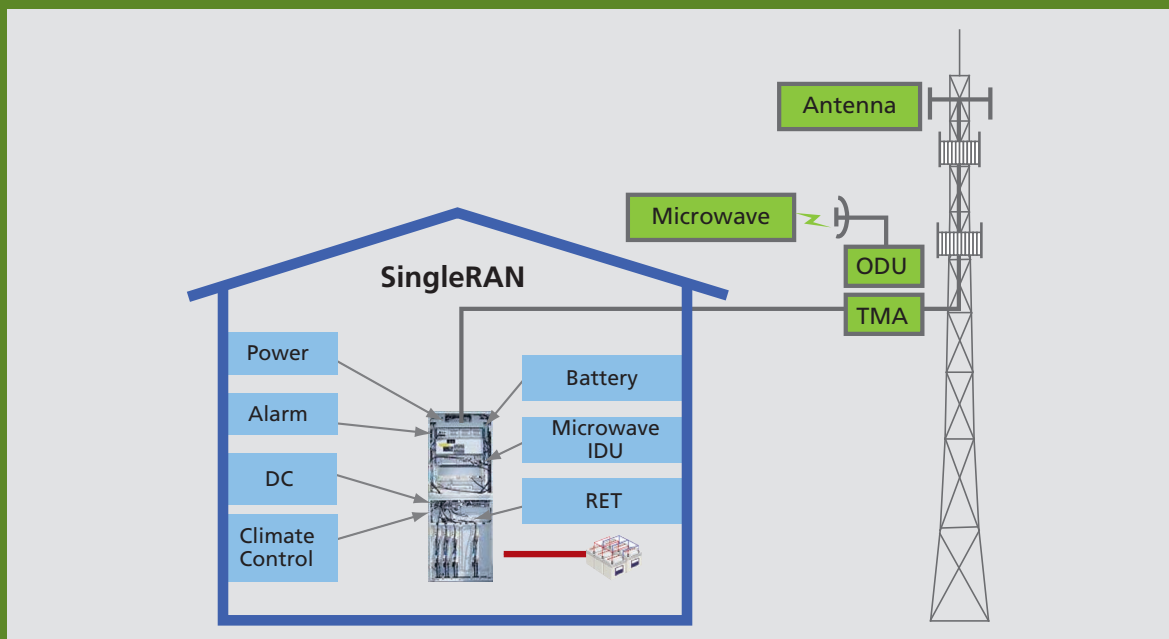 Antenna
Microwave
ODU
TMA
SingleRAN
Power
Alarm
DC
Climate
Control
Battery
Microwave
IDU
RET